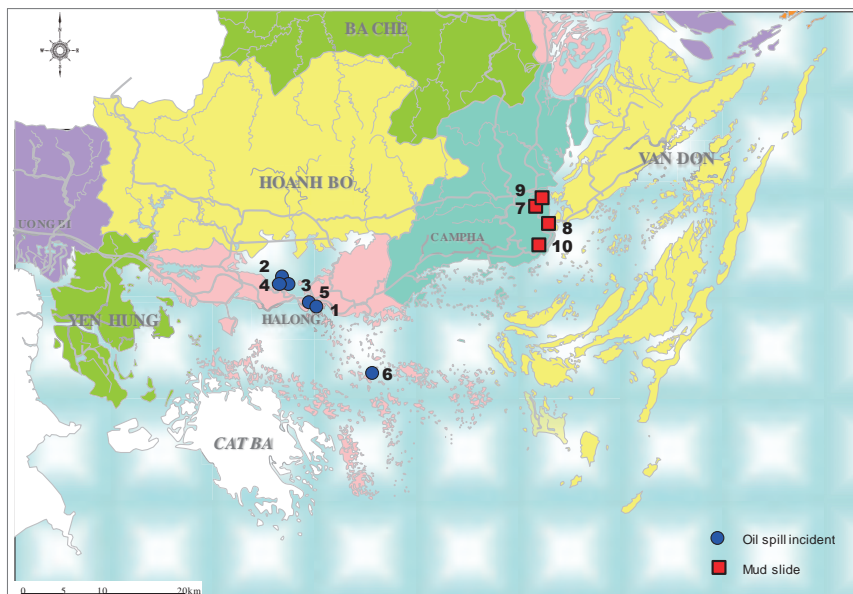 BA CHE
N
W
E
S
VAN DON
HOANH BO
9
7
UONG BI
8
CAMPHA
10
2
4
3
5
YEN HUNG
HALONG
1
6
CAT BA
Oil spill incident
Mud slide
0 5 10 20km